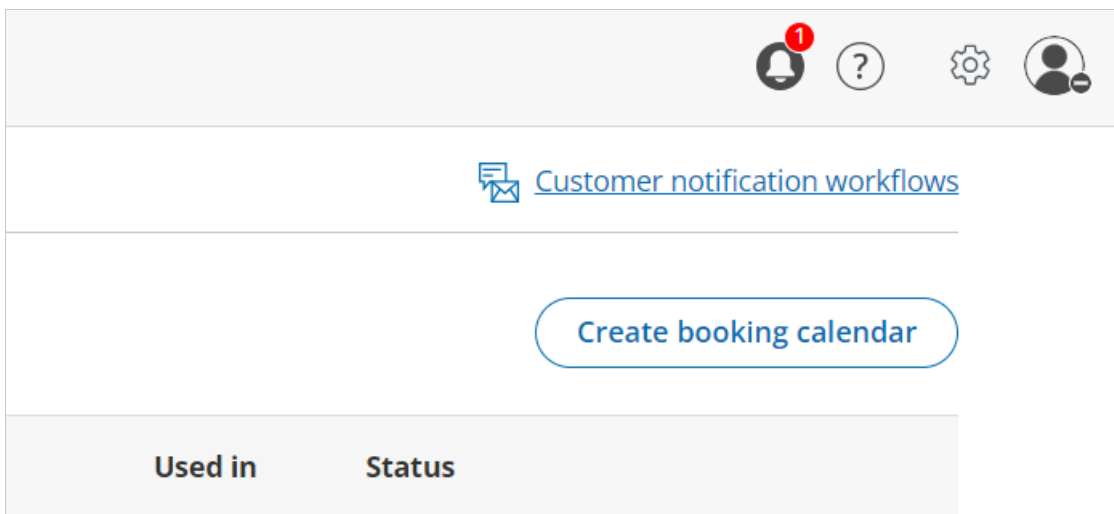 1
?
Customer notification workflows
Create booking calendar
Used in Status